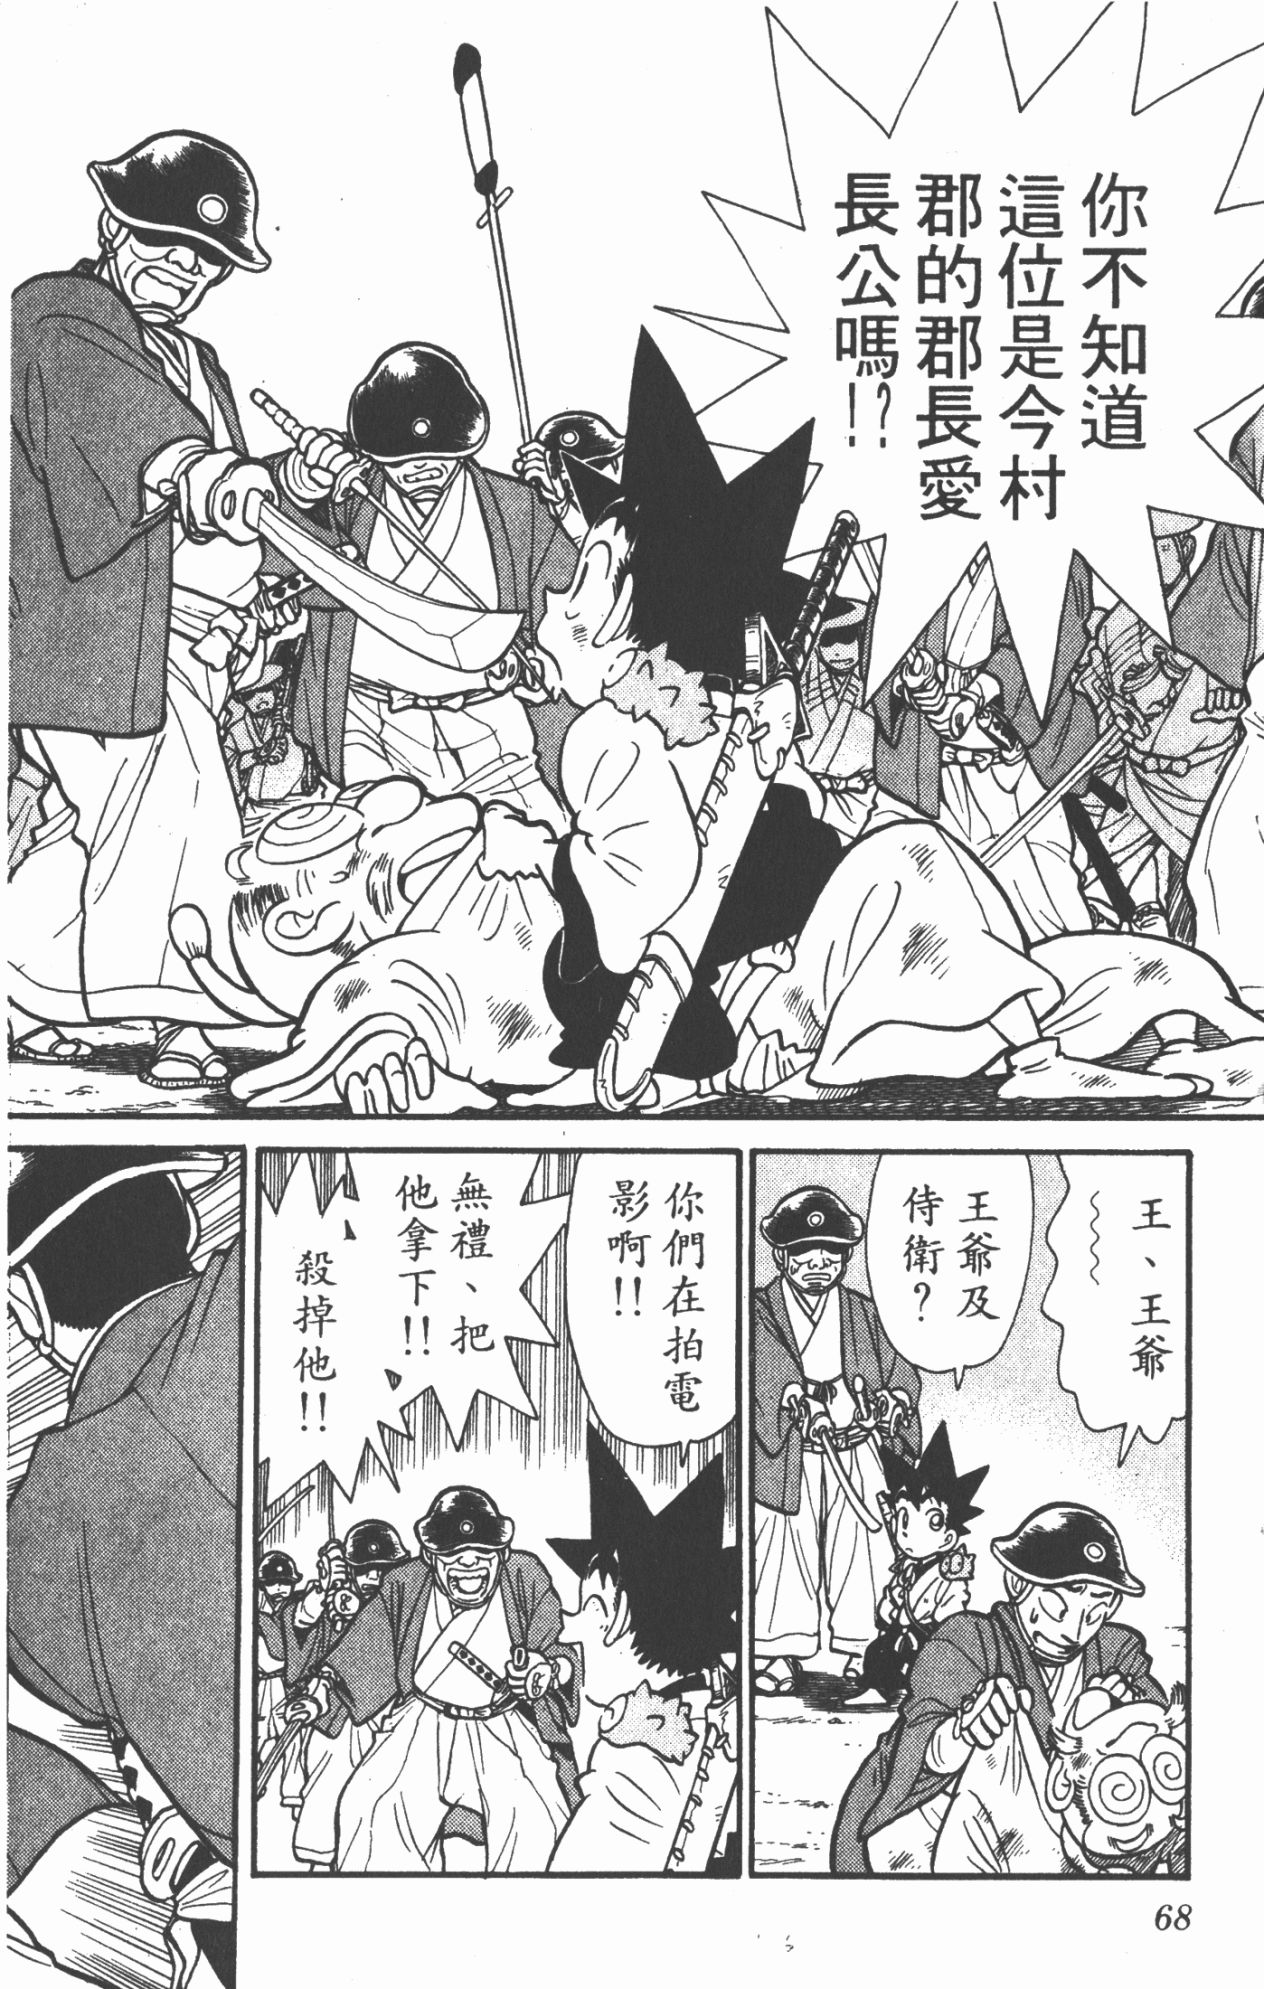 你不知道
這位是今村
郡的郡長愛
長公嗎!?
王、王爺
王爺及
侍衛?
你們在拍電
影啊!!
無禮、把
他拿下!!
殺掉他!!
68